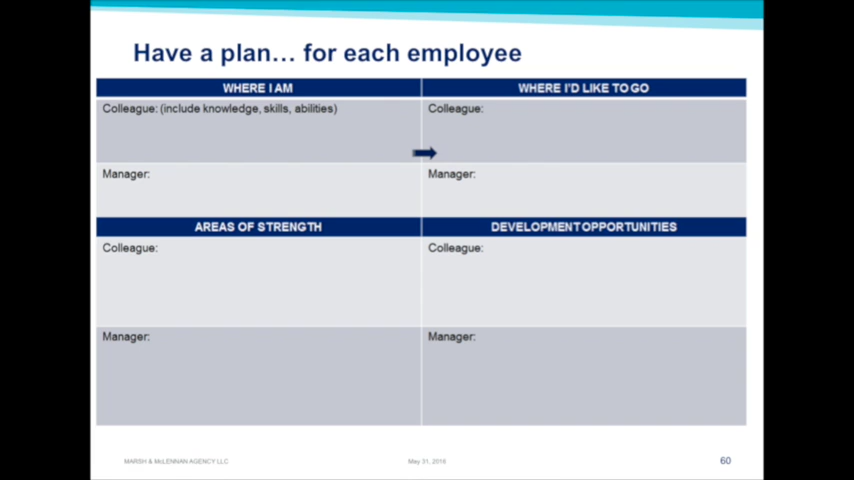 Have a plan... for each employee
WHERE I AM
WHERE I'D LIKE TO GO
Colleague: (include knowledge, skills, abilities)
Colleague:
Manager:
Manager:
AREAS OF STRENGTH
DEVELOPMENT OPPORTUNITIES
Colleague:
Colleague:
Manager:
Manager:
MARSH & McLENNAN AGENCY LLC
May 31, 2016
60